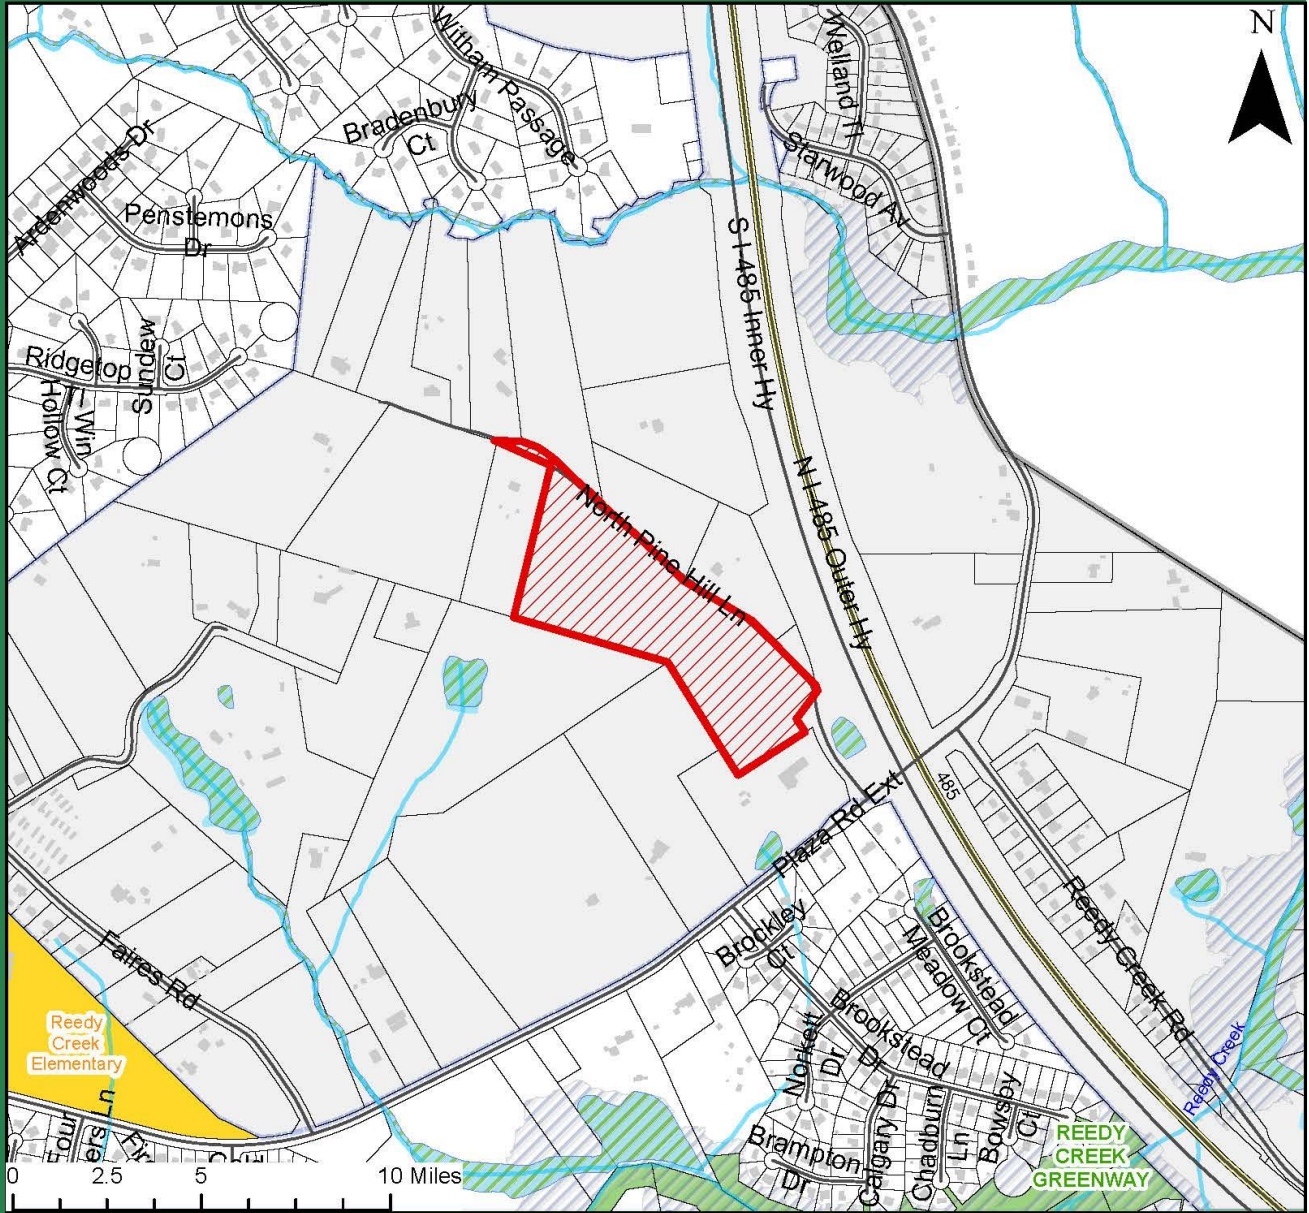 N
Witham Passage
Welland Tl
Bradenbury
Ct
Ardenwoods Dr
Starwood Av
Penstemons
Dr
S I 485 Inner Hy
Ridgetop
Sundew
Ct
Hollow Ct
Win
N I 485 Outer Hy
North Pine Hill Ln
485
Plaza Rd Ext
Reedy Creek Rd
Brockley
Ct
Brookstead
Meadow Ct
Faires Rd
Brookstead
Dr
Norkett
Dr
Reedy
Creek
Elementary
Reedy Creek
Calgary Dr
Chadburn
Ln
Bowsby
Ct
Brampton
Dr
REEDY
CREEK
GREENWAY
ers Ln
0 2.5 5 10 Miles